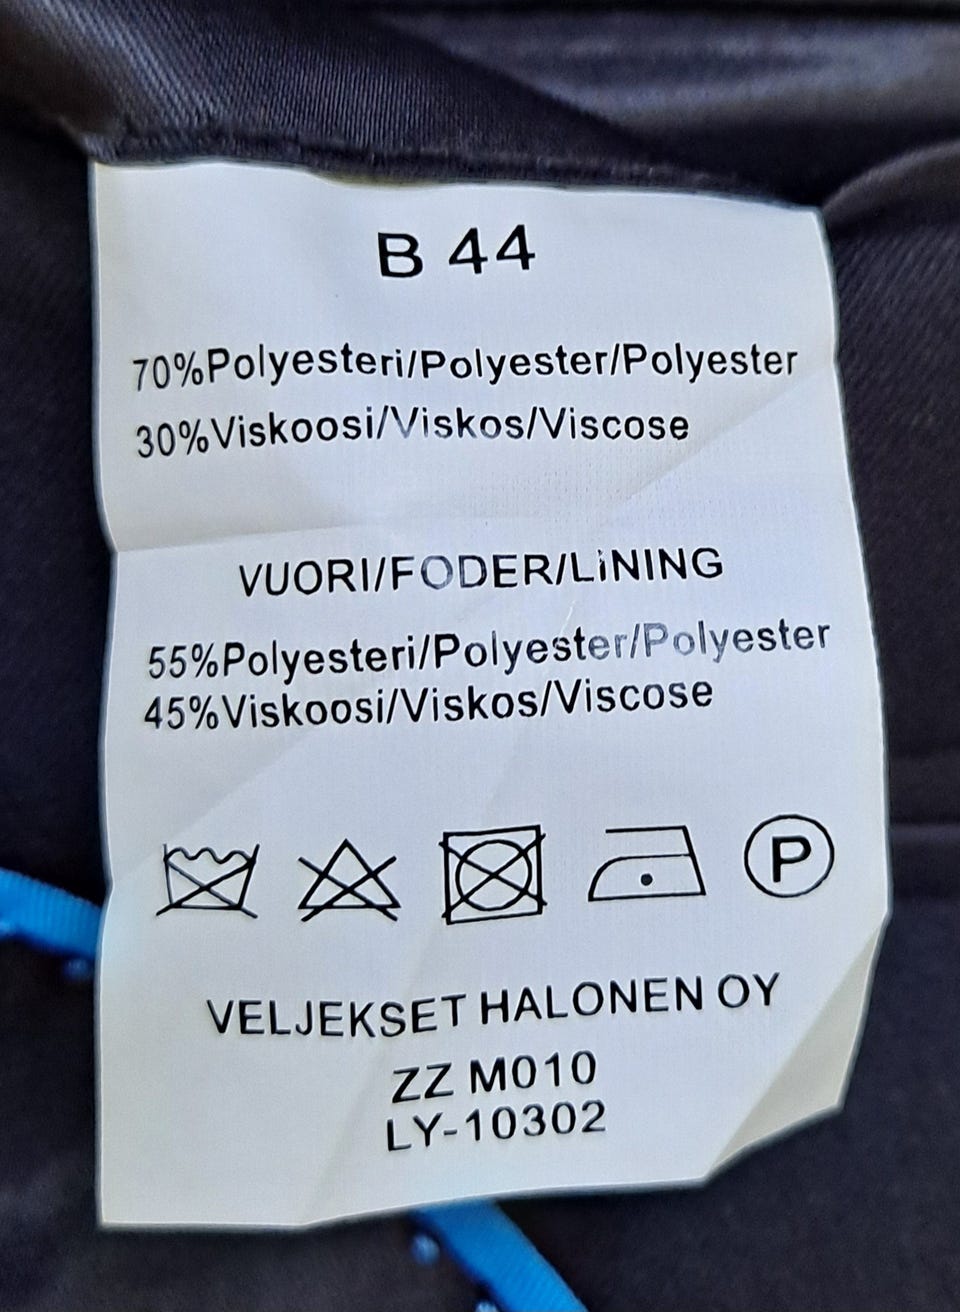 B 44
70%Polyesteri/Polyester/Polyester
30%Viskoosi/Viskos/Viscose
VUORI/FODER/LiNING
55%Polyesteri/Polyester/Polyester
45%Viskoosi/Viskos/Viscose
P
VELJEKSET HALONEN OY
ZZ M010
LY-10302